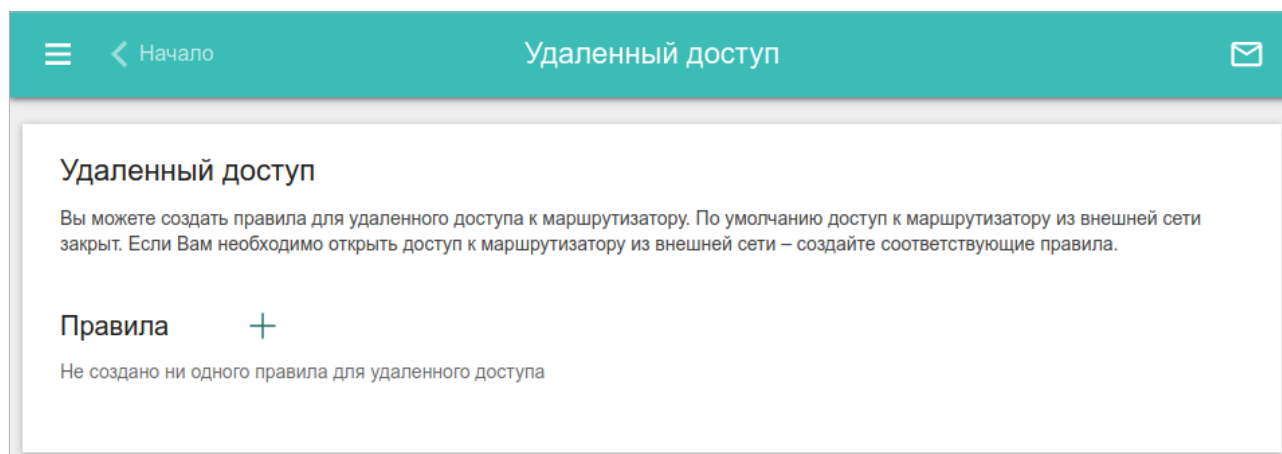 Начало
Удаленный доступ
Удаленный доступ
Вы можете создать правила для удаленного доступа к маршрутизатору. По умолчанию доступ к маршрутизатору из внешней сети
закрыт. Если Вам необходимо открыть доступ к маршрутизатору из внешней сети – создайте соответствующие правила.
Правила
Не создано ни одного правила для удаленного доступа